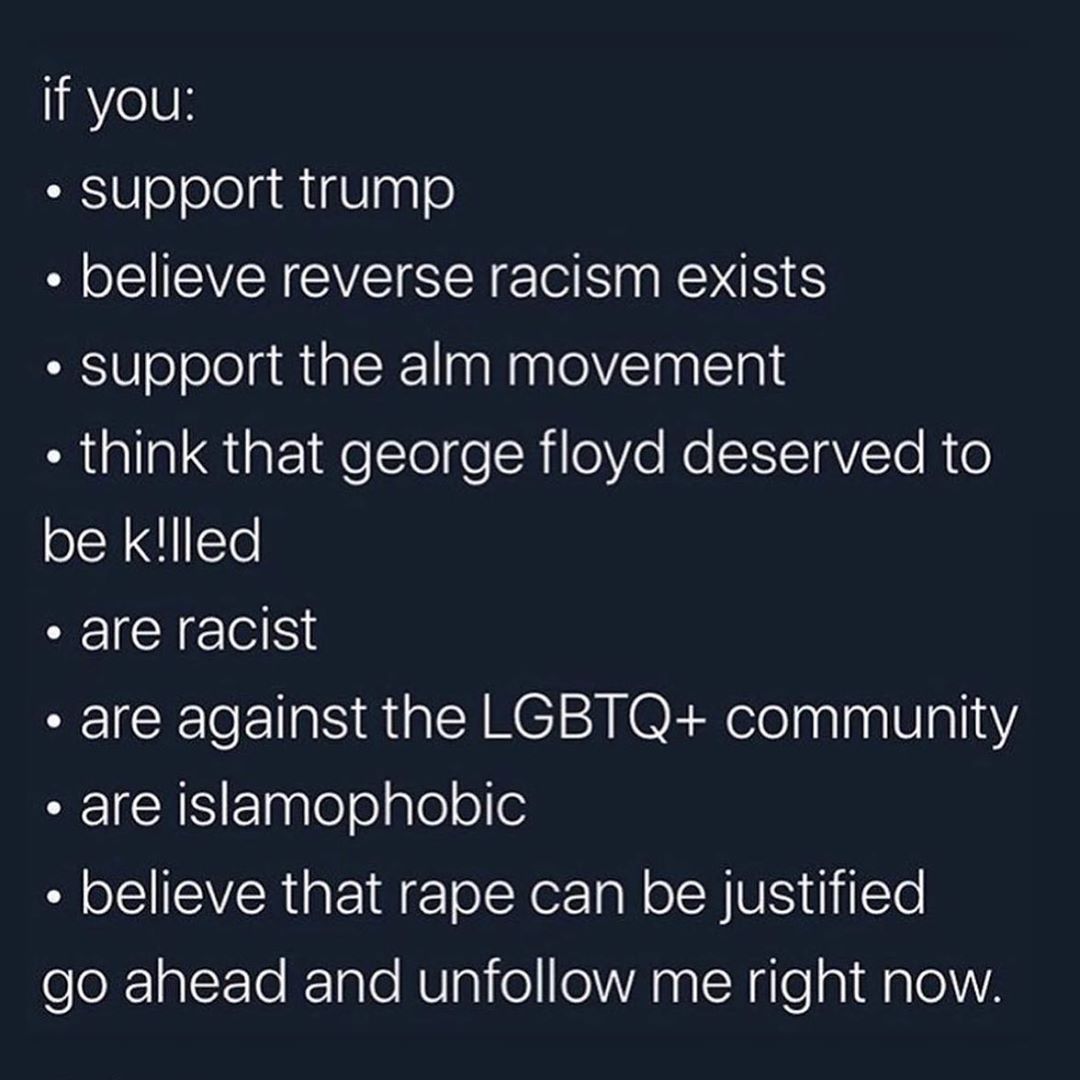 if you:
• support trump
• believe reverse racism exists
• support the alm movement
• think that george floyd deserved to
be k!lled
• are racist
• are against the LGBTQ+ community
• are islamophobic
• believe that rape can be justified
go ahead and unfollow me right now.